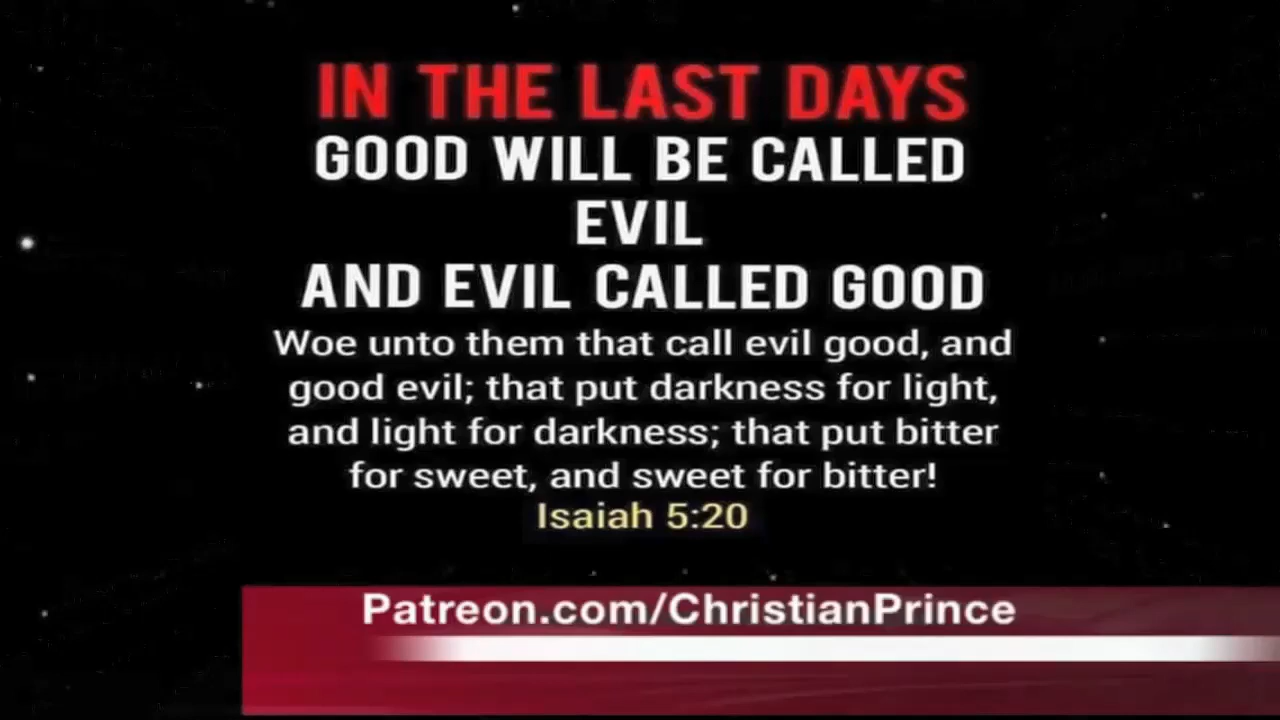 IN THE LAST DAYS
GOOD WILL BE CALLED
EVIL
AND EVIL CALLED GOOD
Woe unto them that call evil good, and
good evil; that put darkness for light,
and light for darkness; that put bitter
for sweet, and sweet for bitter!
Isaiah 5:20
Patreon.com/ChristianPrince